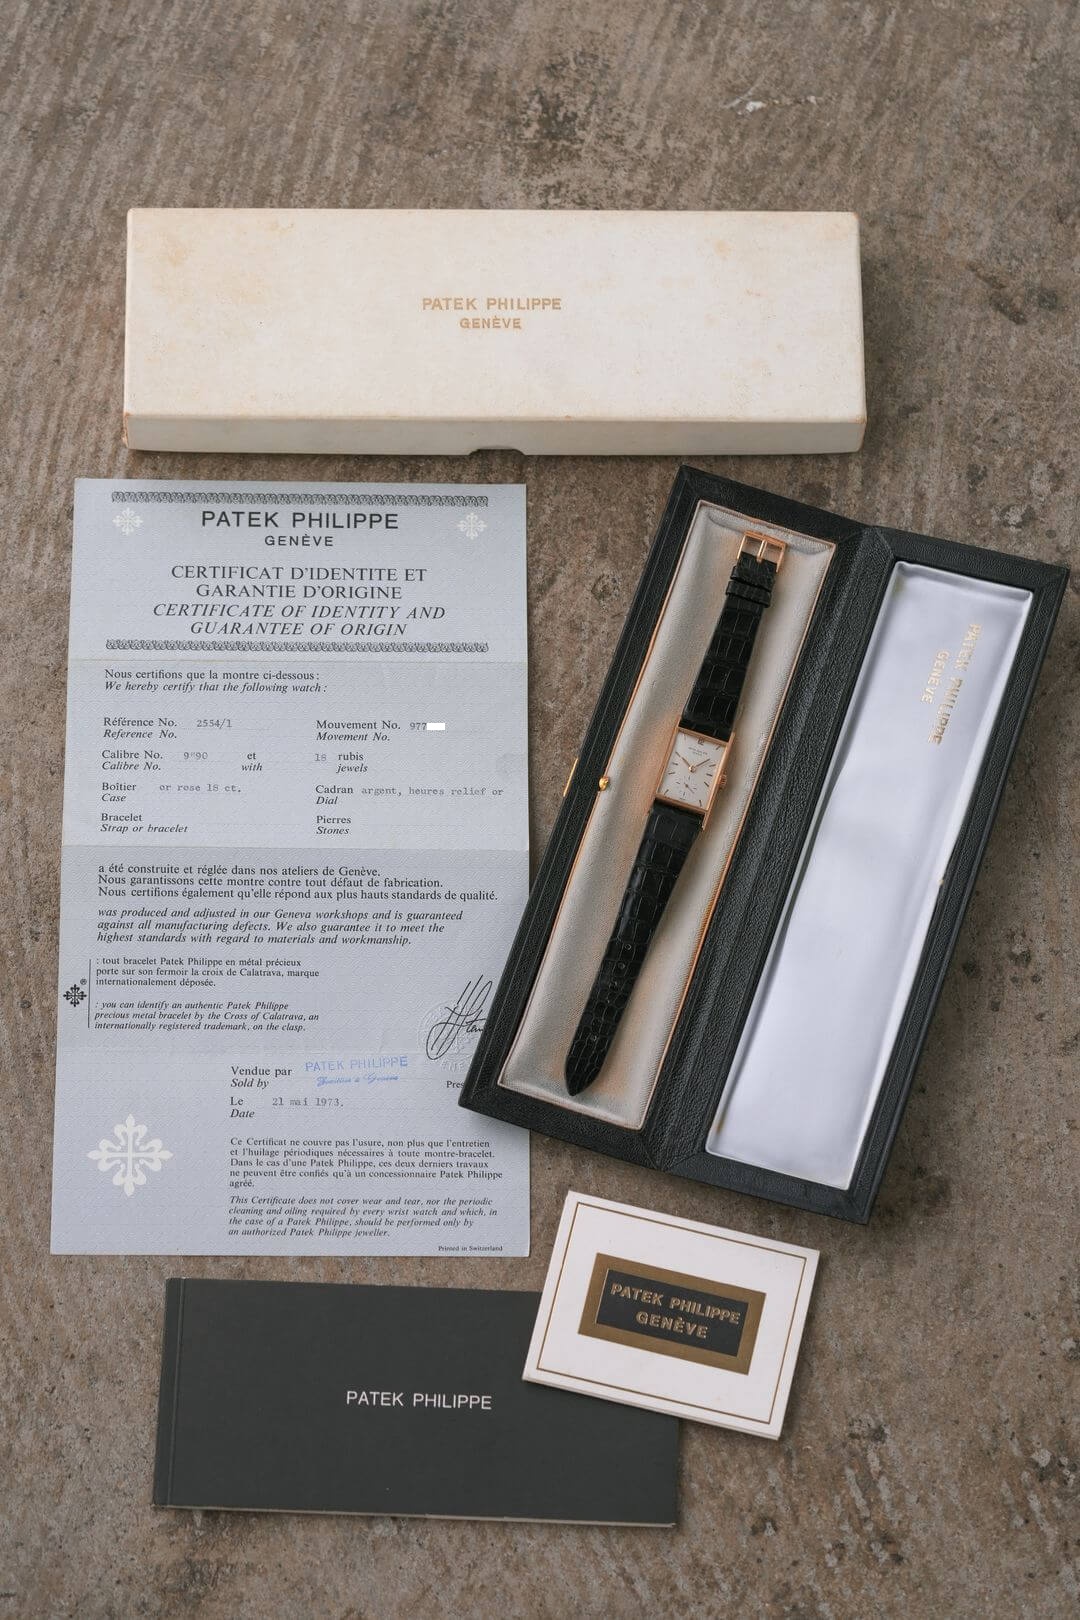 PATEK PHILIPPE
GENÈVE
PATEK PHILIPPE
GENÈVE
CERTIFICAT D'IDENTITE ET
GARANTIE D'ORIGINE
CERTIFICATE OF IDENTITY AND
GUARANTEE OF ORIGIN
Nous certifions que la montre ci-dessous :
We hereby certify that the following watch :
Référence No. 2554/1 Mouvement No. 977
Reference No. Movement No.
Calibre No. 9"90 et 18 rubis
Calibre No. with jewels
Boîtier or rose 18 ct. Cadran argent, heures relief or
Case Dial
Bracelet Pierres
Strap or bracelet Stones
a été construite et réglée dans nos ateliers de Genève.
Nous garantissons cette montre contre tout défaut de fabrication.
Nous certifions également qu'elle répond aux plus hauts standards de qualité.
was produced and adjusted in our Geneva workshops and is guaranteed
against all manufacturing defects. We also guarantee it to meet the
highest standards with regard to materials and workmanship.
: tout bracelet Patek Philippe en métal précieux
porte sur son fermoir la croix de Calatrava, marque
internationalement déposée.
®
: you can identify an authentic Patek Philippe
precious metal bracelet by the Cross of Calatrava, an
internationally registered trademark, on the clasp.
Vendue par PATEK PHILIPPE
Sold by Pres
Le 21 mai 1973.
Date
Ce Certificat ne couvre pas l'usure, non plus que l'entretien
et l'huilage périodiques nécessaires à toute montre-bracelet.
Dans le cas d'une Patek Philippe, ces deux derniers travaux
ne peuvent être confiés qu'à un concessionnaire Patek Philippe
agréé.
This Certificate does not cover wear and tear, nor the periodic
cleaning and oiling required by every wrist watch and which, in
the case of a Patek Philippe, should be performed only by
an authorized Patek Philippe jeweller.
Printed in Switzerland
PATEK PHILIPPE
GENÈVE
PATEK PHILIPPE
GENÈVE
PATEK PHILIPPE